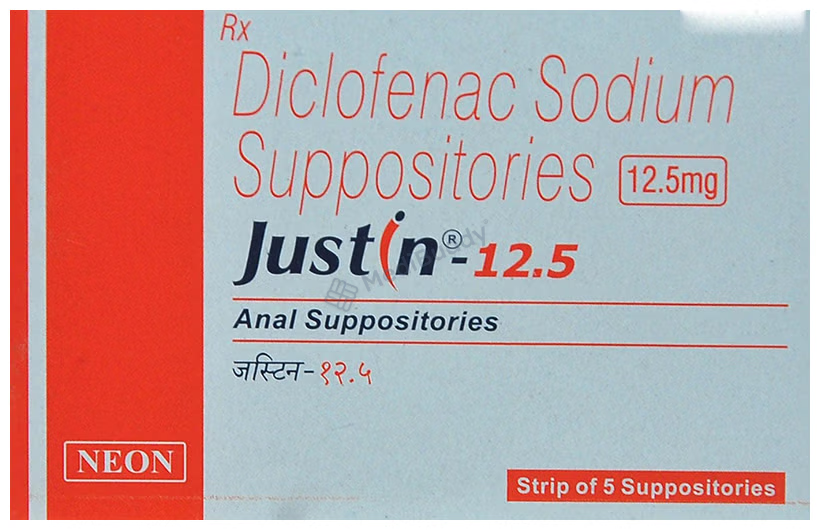 Rx
Diclofenac Sodium
Suppositories 12.5mg
Justin®-12.5
MediBuddy
Anal Suppositories
जस्टिन-१२.५
NEON
Strip of 5 Suppositories